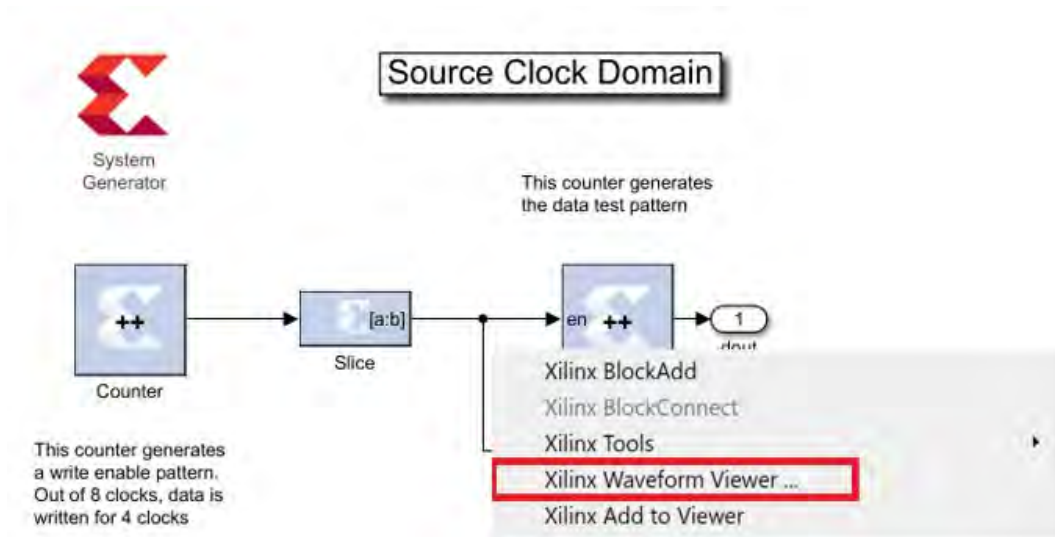 Source Clock Domain
System
Generator
This counter generates
the data test pattern
++
[a:b]
en ++
1
dout
Slice
Counter
Xilinx BlockAdd
Xilinx BlockConnect
Xilinx Tools
Xilinx Waveform Viewer ...
Xilinx Add to Viewer
This counter generates
a write enable pattern.
Out of 8 clocks, data is
written for 4 clocks